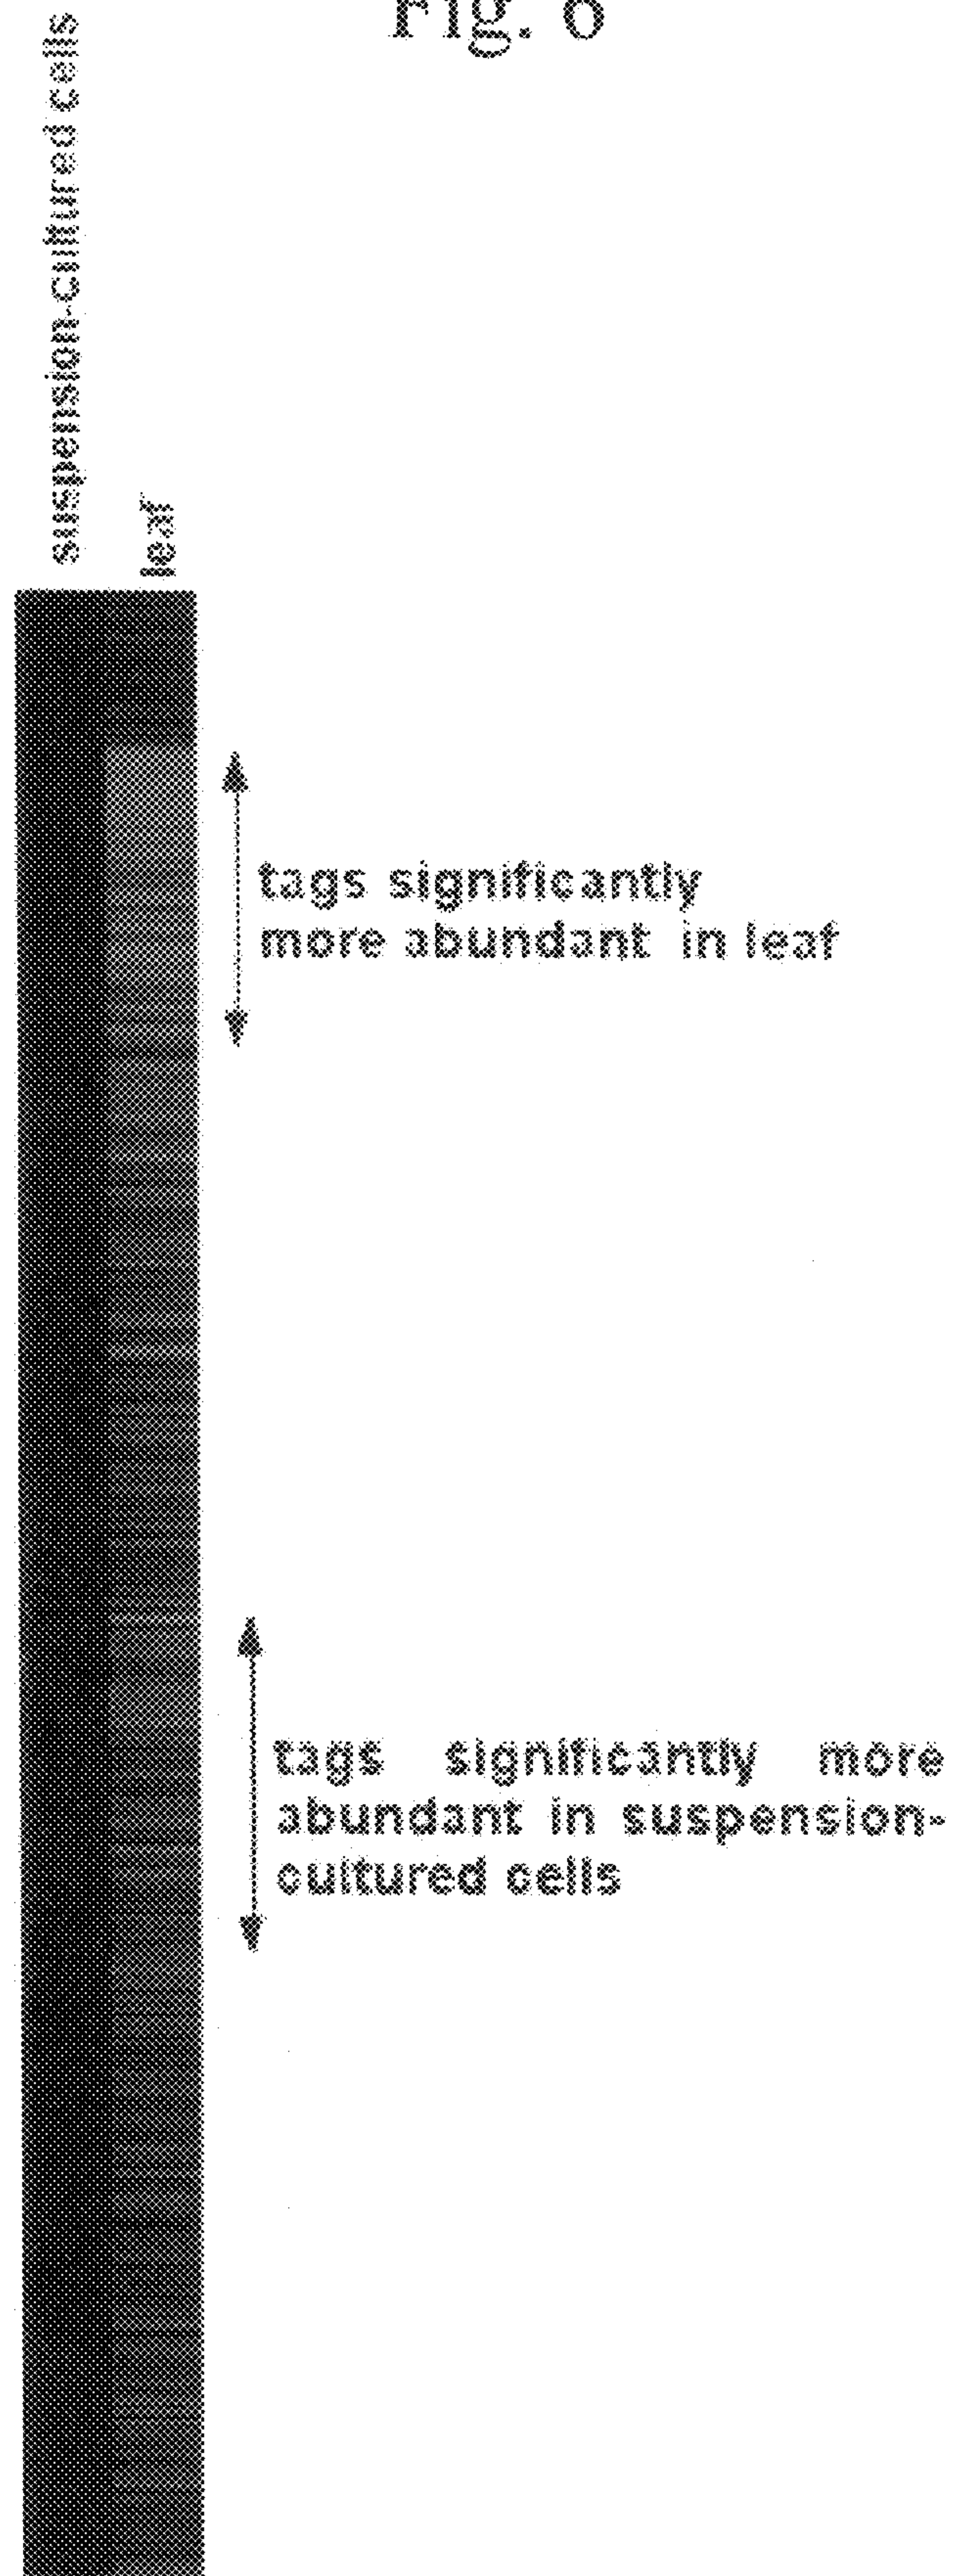 Fig. 6
suspension-cultured cells
leaf
tags significantly
more abundant in leaf
tags significantly more
abundant in suspension-
cultured cells